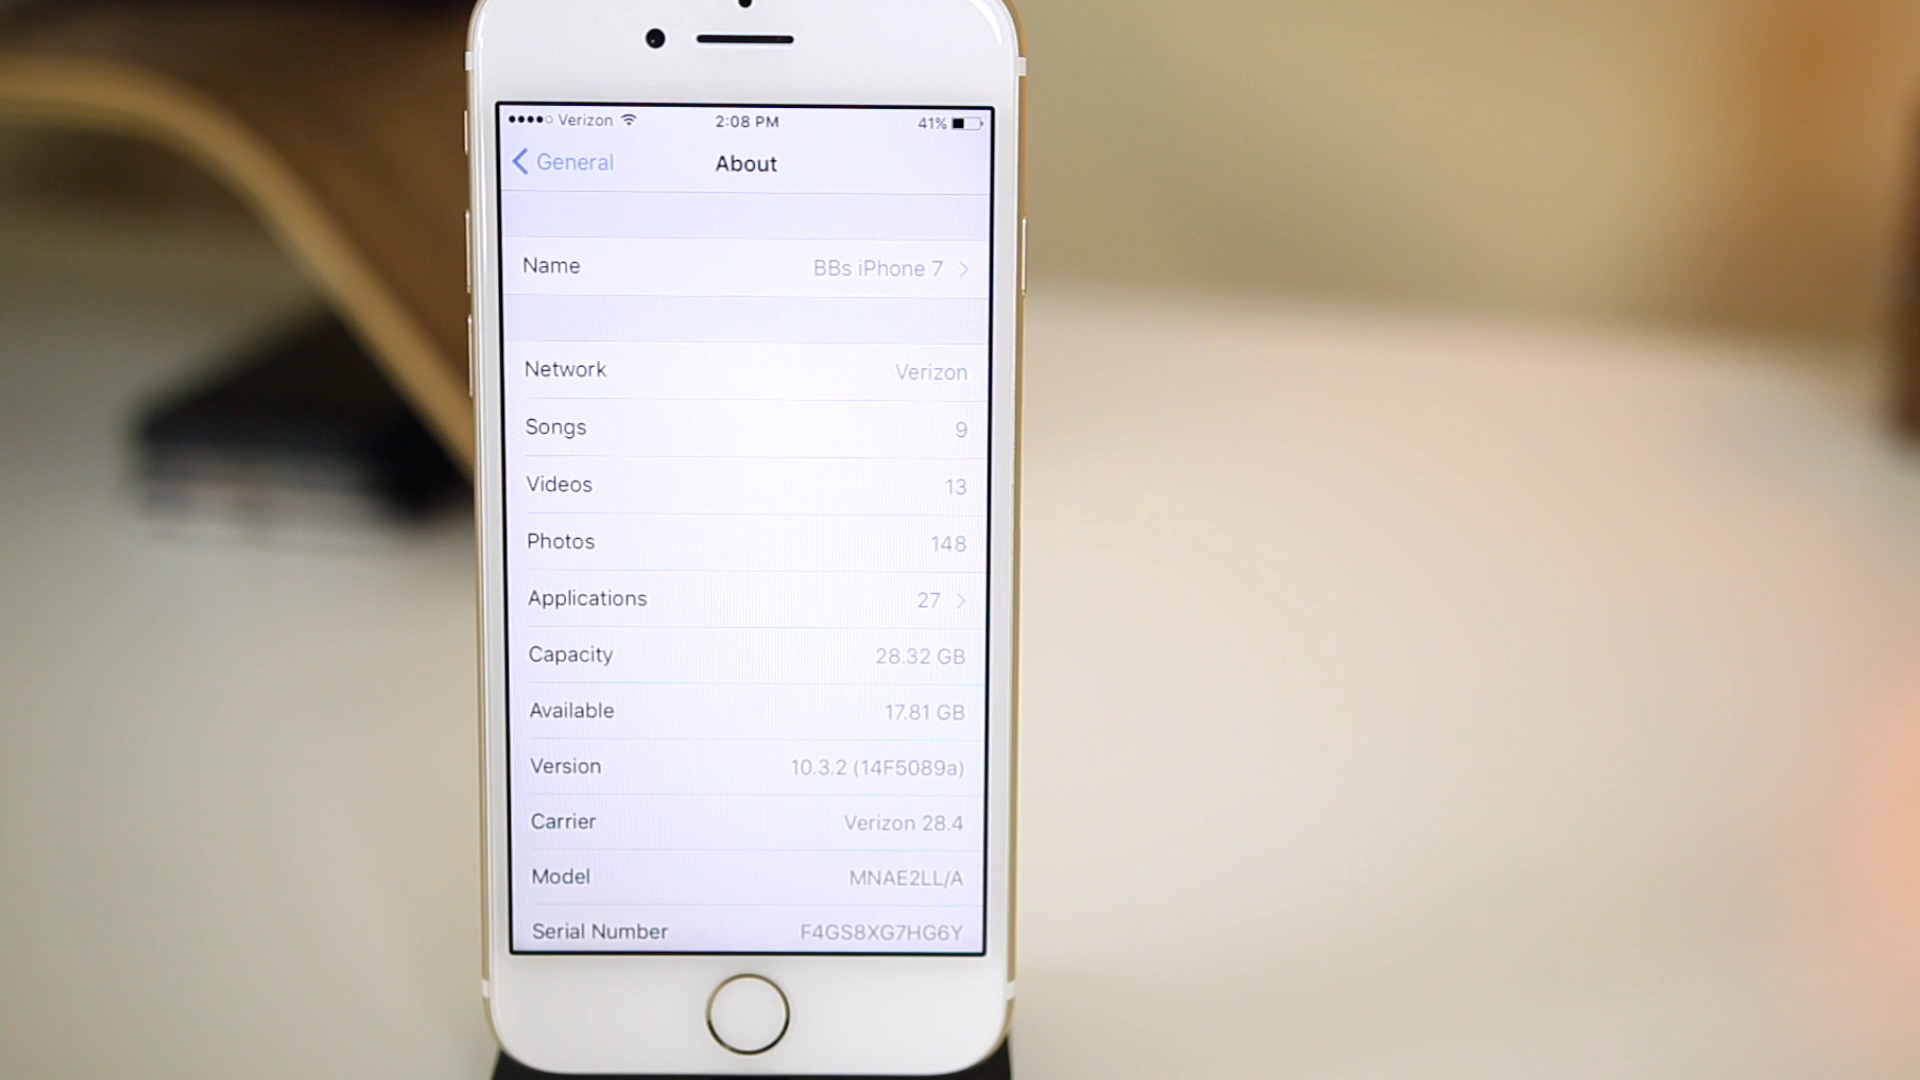 Verizon 2:08 PM 41%
General About
Name BBs iPhone 7
Network Verizon
Songs 9
Videos 13
Photos 148
Applications 27
Capacity 28.32 GB
Available 17.81 GB
Version 10.3.2 (14F5089a)
Carrier Verizon 28.4
Model MNAE2LL/A
Serial Number F4GS8XG7HG6Y